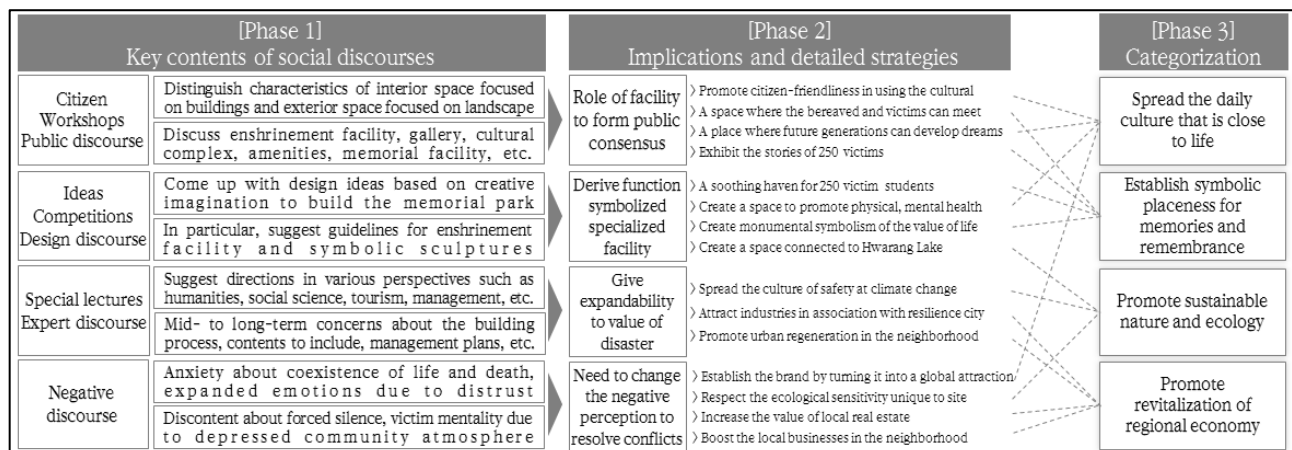 [Phase 1]
Key contents of social discourses
[Phase 2]
Implications and detailed strategies
[Phase 3]
Categorization
Citizen
Workshops
Public discourse
Distinguish characteristics of interior space focused
on buildings and exterior space focused on landscape
Discuss enshrinement facility, gallery, cultural
complex, amenities, memorial facility, etc.
Role of facility
to form public
consensus
〉Promote citizen-friendliness in using the cultural
〉A space where the bereaved and victims can meet
〉A place where future generations can develop dreams
〉Exhibit the stories of 250 victims
Spread the daily
culture that is close
to life
Ideas
Competitions
Design discourse
Come up with design ideas based on creative
imagination to build the memorial park
In particular, suggest guidelines for enshrinement
facility and symbolic sculptures
Derive function
symbolized
specialized
facility
〉A soothing haven for 250 victim students
〉Create a space to promote physical, mental health
〉Create monumental symbolism of the value of life
〉Create a space connected to Hwarang Lake
Establish symbolic
placeness for
memories and
remembrance
Special lectures
Expert discourse
Suggest directions in various perspectives such as
humanities, social science, tourism, management, etc.
Mid- to long-term concerns about the building
process, contents to include, management plans, etc.
Give
expandability
to value of
disaster
〉Spread the culture of safety at climate change
〉Attract industries in association with resilience city
〉Promote urban regeneration in the neighborhood
Promote sustainable
nature and ecology
Negative
discourse
Anxiety about coexistence of life and death,
expanded emotions due to distrust
Discontent about forced silence, victim mentality due
to depressed community atmosphere
Need to change
the negative
perception to
resolve conflicts
〉Establish the brand by turning it into a global attraction
〉Respect the ecological sensitivity unique to site
〉Increase the value of local real estate
〉Boost the local businesses in the neighborhood
Promote
revitalization of
regional economy